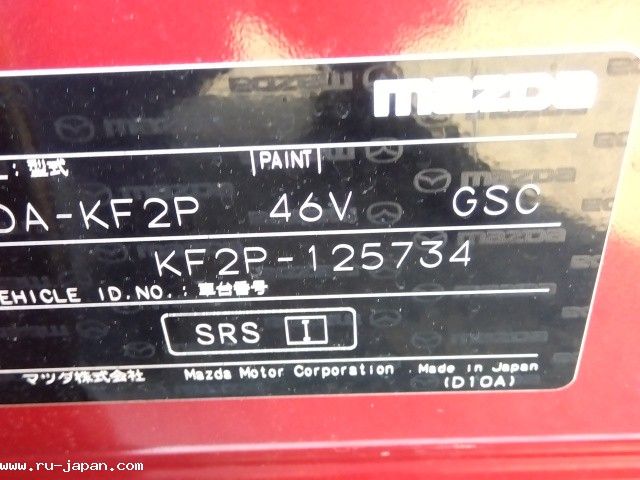 mazda
L: 型式 PAINT
DA-KF2P 46V GSC
KF2P-125734
VEHICLE ID.NO.: 車台番号
SRS I
マツダ株式会社 Mazda Motor Corporation Made in Japan
(D10A)
www.ru-japan.com